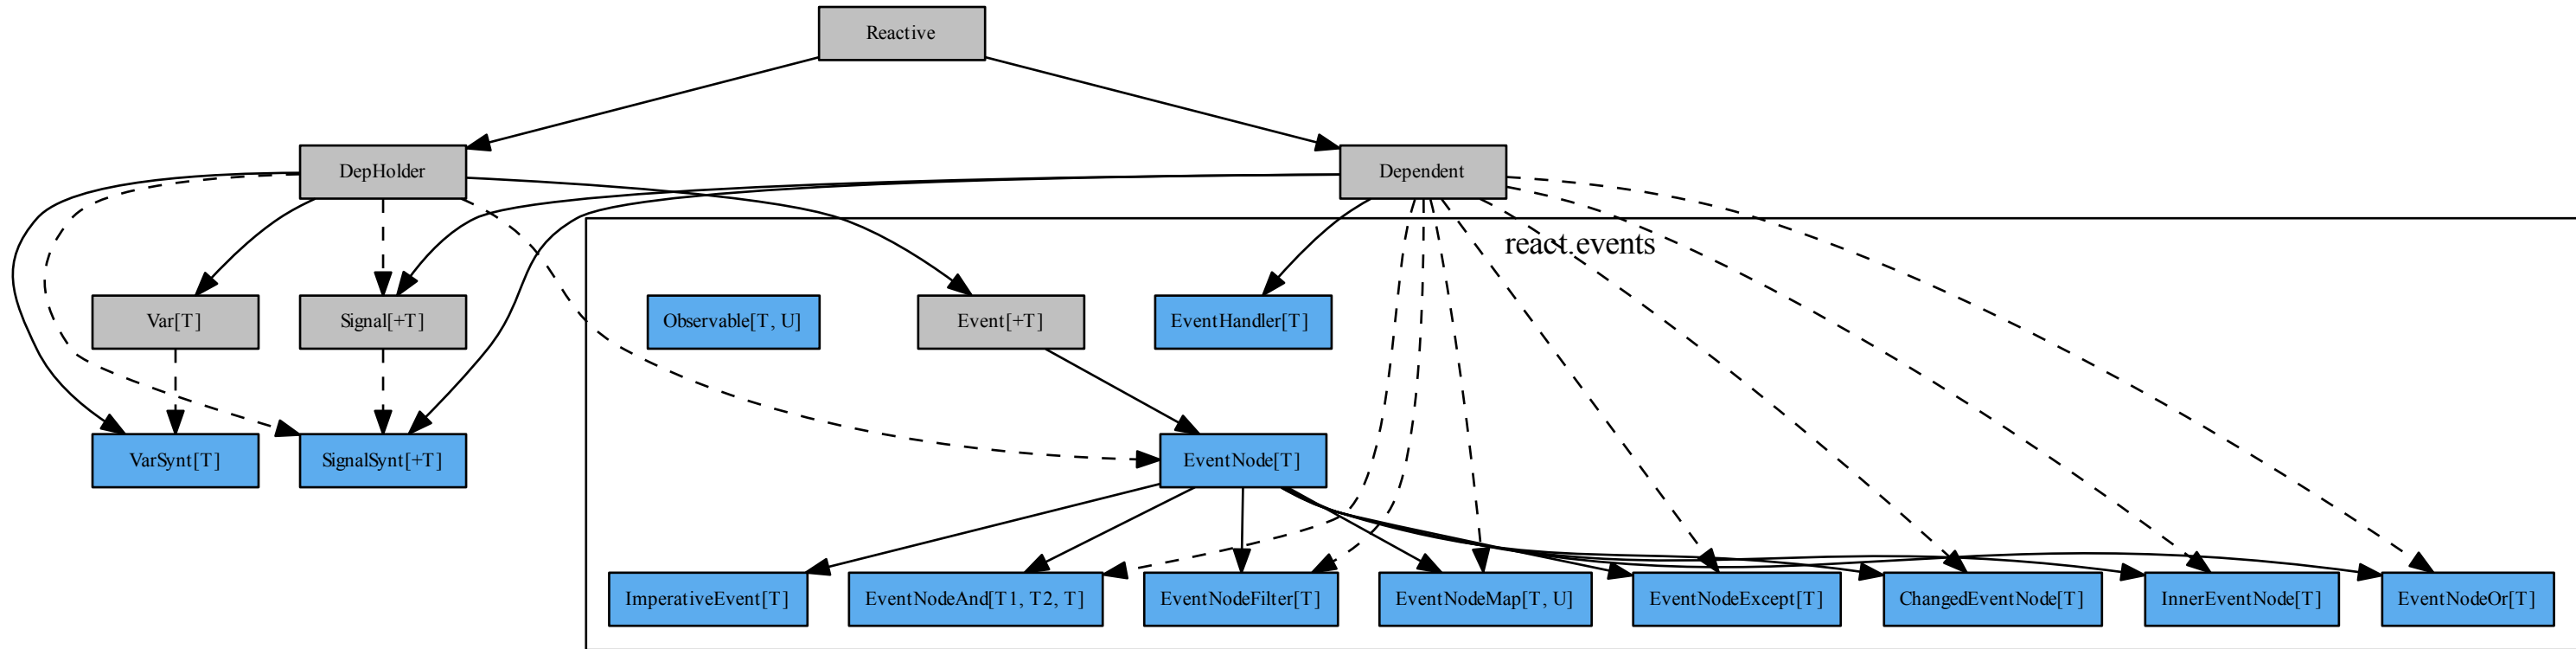 Reactive
DepHolder
Dependent
react.events
Var[T]
Signal[+T]
Observable[T, U]
Event[+T]
EventHandler[T]
VarSynt[T]
SignalSynt[+T]
EventNode[T]
ImperativeEvent[T]
EventNodeAnd[T1, T2, T]
EventNodeFilter[T]
EventNodeMap[T, U]
EventNodeExcept[T]
ChangedEventNode[T]
InnerEventNode[T]
EventNodeOr[T]